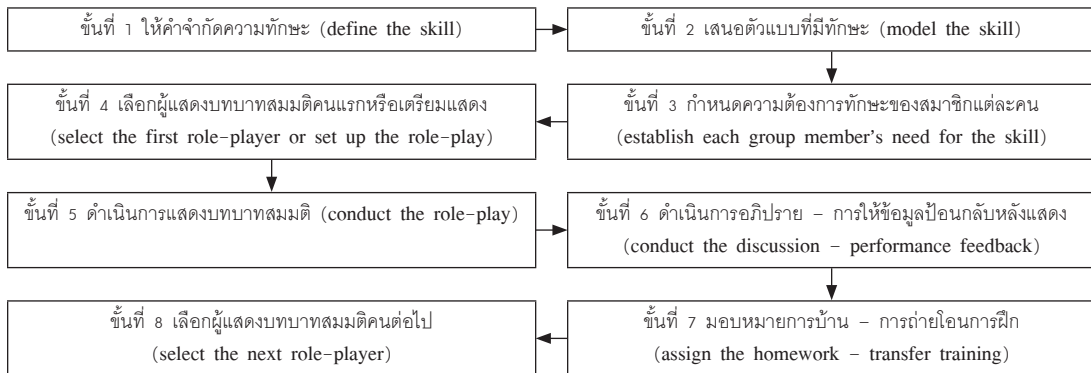 ขั้นที่ 1 ให้คำจำกัดความทักษะ (define the skill)
ขั้นที่ 2 เสนอตัวแบบที่มีทักษะ (model the skill)
ขั้นที่ 3 กำหนดความต้องการทักษะของสมาชิกแต่ละคน
(establish each group member's need for the skill)
ขั้นที่ 4 เลือกผู้แสดงบทบาทสมมติคนแรกหรือเตรียมแสดง
(select the first role-player or set up the role-play)
ขั้นที่ 5 ดำเนินการแสดงบทบาทสมมติ (conduct the role-play)
ขั้นที่ 6 ดำเนินการอภิปราย – การให้ข้อมูลป้อนกลับหลังแสดง
(conduct the discussion – performance feedback)
ขั้นที่ 7 มอบหมายการบ้าน – การถ่ายโอนการฝึก
(assign the homework – transfer training)
ขั้นที่ 8 เลือกผู้แสดงบทบาทสมมติคนต่อไป
(select the next role-player)